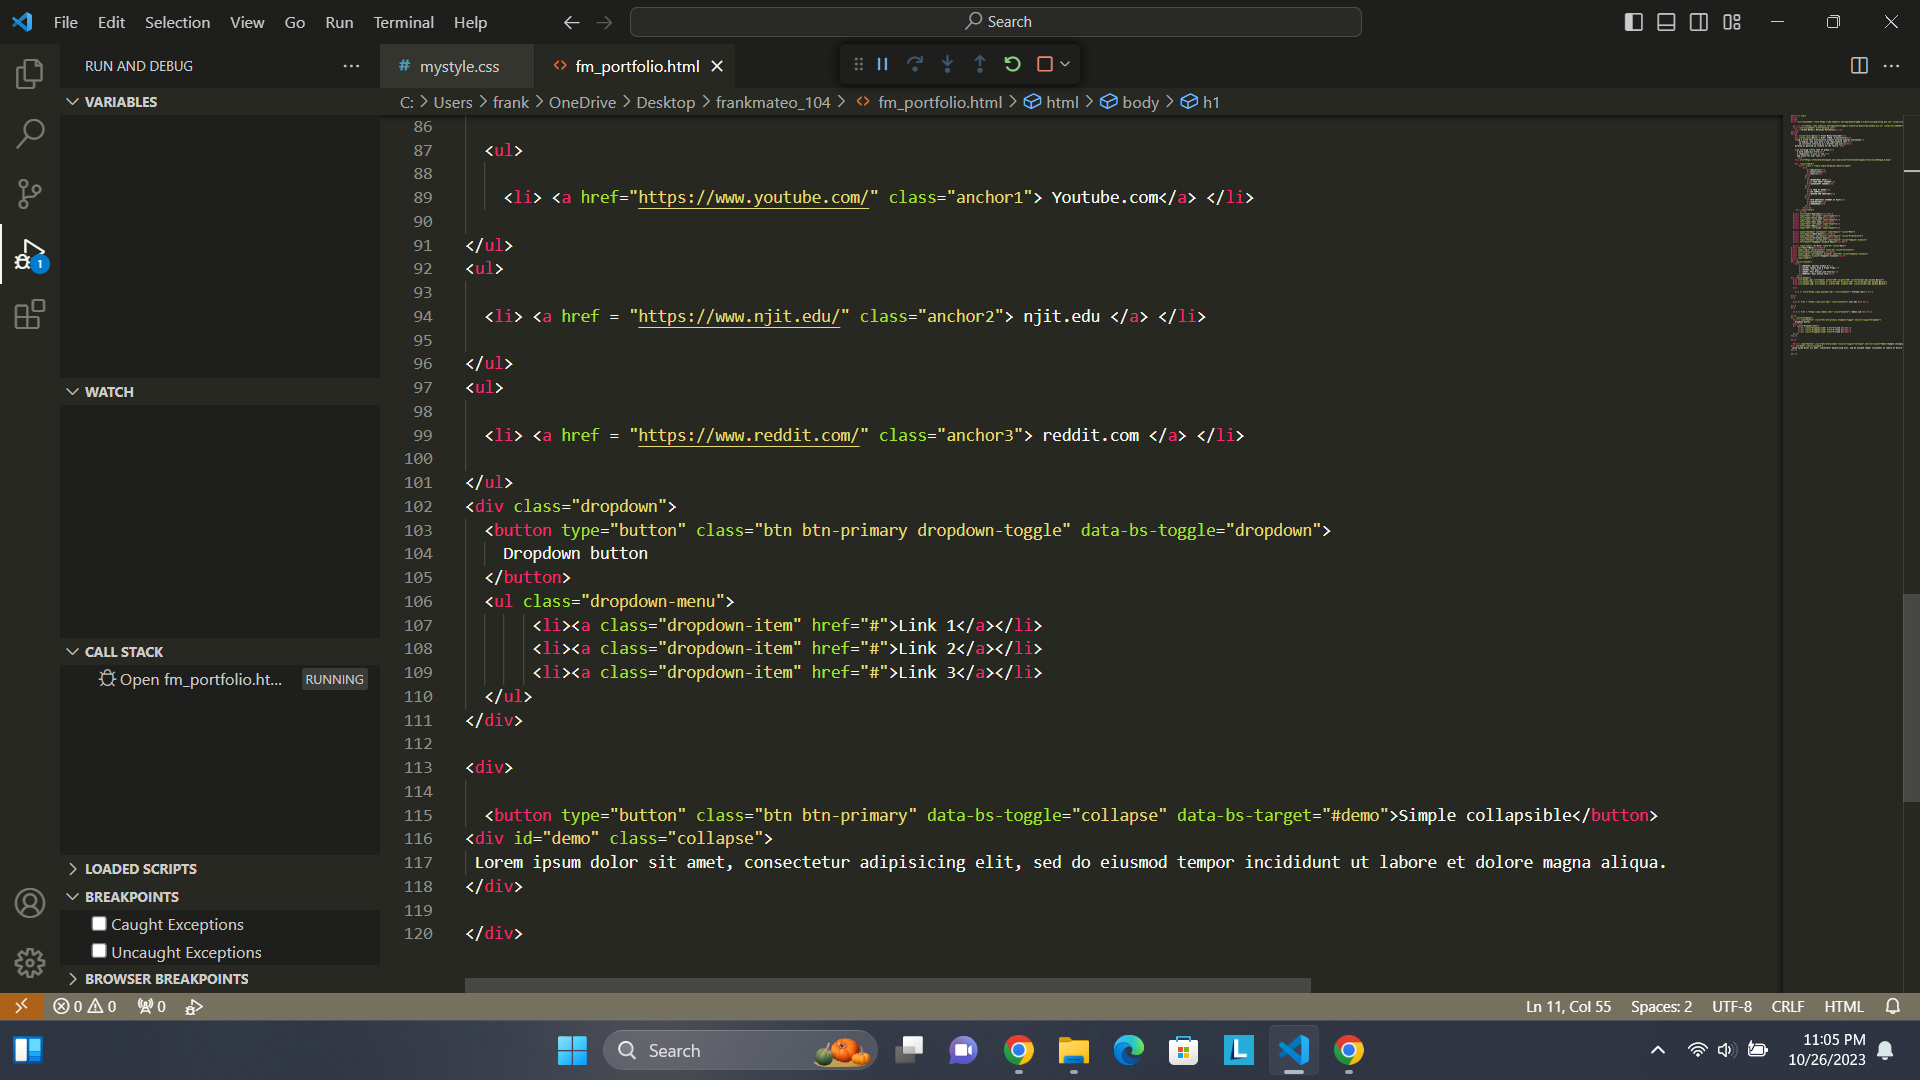 File Edit Selection View Go Run Terminal Help
Search
RUN AND DEBUG
mystyle.css
fm_portfolio.html
VARIABLES
C: > Users > frank > OneDrive > Desktop > frankmateo_104 > fm_portfolio.html > html > body > h1
86
87 <ul>
88
89 <li> <a href="https://www.youtube.com/" class="anchor1"> Youtube.com</a> </li>
90
91 </ul>
92 <ul>
93
94 <li> <a href = "https://www.njit.edu/" class="anchor2"> njit.edu </a> </li>
95
96 </ul>
97 <ul>
98
99 <li> <a href = "https://www.reddit.com/" class="anchor3"> reddit.com </a> </li>
100
101 </ul>
102 <div class="dropdown">
103 <button type="button" class="btn btn-primary dropdown-toggle" data-bs-toggle="dropdown">
104 Dropdown button
105 </button>
106 <ul class="dropdown-menu">
107 <li><a class="dropdown-item" href="#">Link 1</a></li>
108 <li><a class="dropdown-item" href="#">Link 2</a></li>
109 <li><a class="dropdown-item" href="#">Link 3</a></li>
110 </ul>
111 </div>
112
113 <div>
114
115 <button type="button" class="btn btn-primary" data-bs-toggle="collapse" data-bs-target="#demo">Simple collapsible</button>
116 <div id="demo" class="collapse">
117 Lorem ipsum dolor sit amet, consectetur adipisicing elit, sed do eiusmod tempor incididunt ut labore et dolore magna aliqua.
118 </div>
119
120 </div>
WATCH
CALL STACK
Open fm_portfolio.ht... RUNNING
LOADED SCRIPTS
BREAKPOINTS
Caught Exceptions
Uncaught Exceptions
BROWSER BREAKPOINTS
1
0 0 0
Ln 11, Col 55 Spaces: 2 UTF-8 CRLF HTML
Search
11:05 PM
10/26/2023